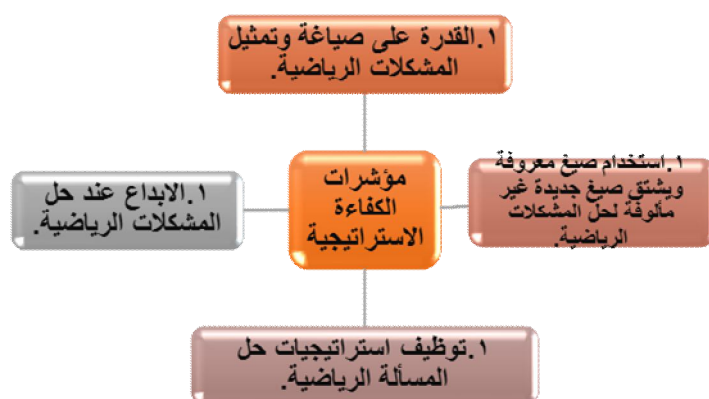 ١.القدرة على صياغة وتمثيل
المشكلات الرياضية.
١.استخدام صيغ معروفة
ويشتق صيغ جديدة غير
مألوفة لحل المشكلات
الرياضية.
مؤشرات
الكفاءة
الاستراتيجية
١.الابداع عند حل
المشكلات الرياضية.
١.توظيف استراتيجيات حل
المسألة الرياضية.